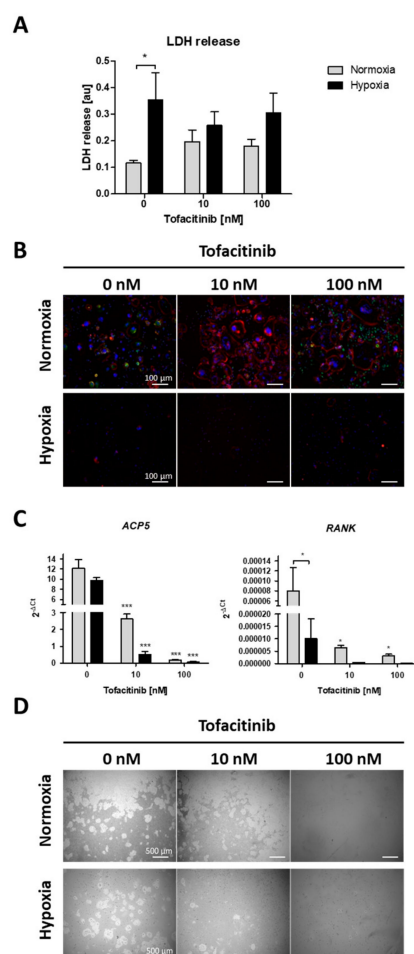 A
LDH release
*
Normoxia
Hypoxia
LDH release [au]
0.5
0.4
0.3
0.2
0.1
0.0
0 10 100
Tofacitinib [nM]
B
Tofacitinib
0 nM 10 nM 100 nM
Normoxia
100 µm
Hypoxia
100 µm
C
ACP5
2^-ΔCt
14
13
12
11
10
9
8
6
4
3
2
1
0
***
***
*** ***
0 10 100
Tofacitinib [nM]
RANK
2^-ΔCt
0.00014
0.00012
0.00010
0.00008
0.00006
0.000020
0.000015
0.000010
0.000005
0.000000
*
*
*
0 10 100
Tofacitinib [nM]
D
Tofacitinib
0 nM 10 nM 100 nM
Normoxia
500 µm
Hypoxia
500 µm